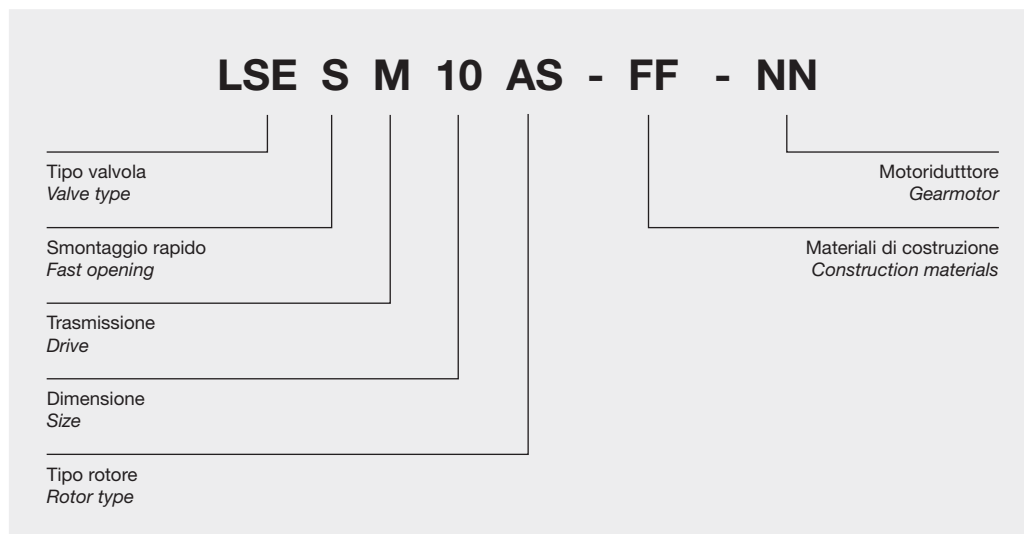 LSE S M 10 AS - FF - NN
Tipo valvola
Valve type
Motoridutttore
Gearmotor
Smontaggio rapido
Fast opening
Materiali di costruzione
Construction materials
Trasmissione
Drive
Dimensione
Size
Tipo rotore
Rotor type